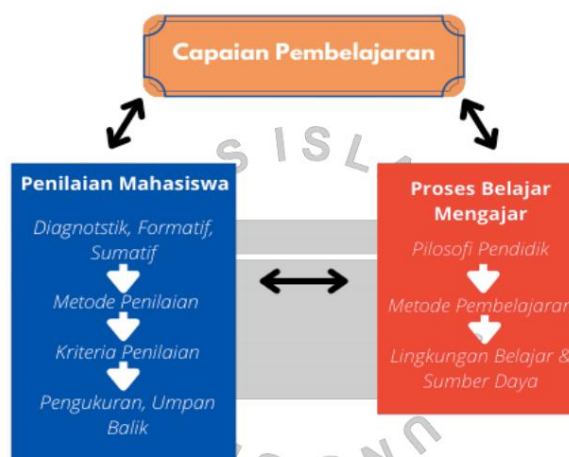 Capaian Pembelajaran
S ISLA
Penilaian Mahasiswa
Diagnotstik, Formatif,
Sumatif
Metode Penilaian
Kriteria Penilaian
Pengukuran, Umpan
Balik
Proses Belajar
Mengajar
Pilosofi Pendidik
Metode Pembelajaran
Lingkungan Belajar &
Sumber Daya